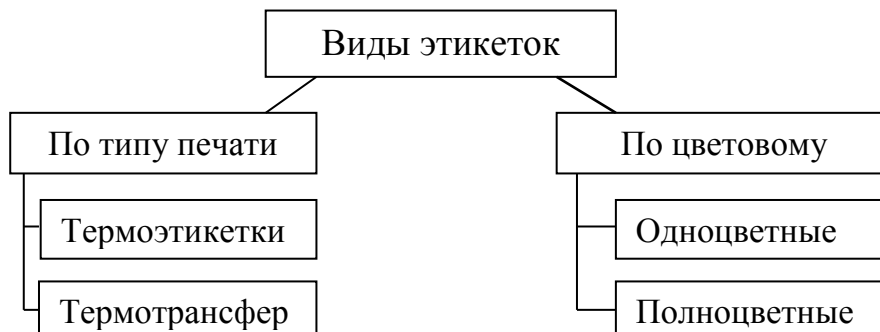 Виды этикеток
По типу печати
По цветовому
Термоэтикетки
Одноцветные
Термотрансфер
Полноцветные